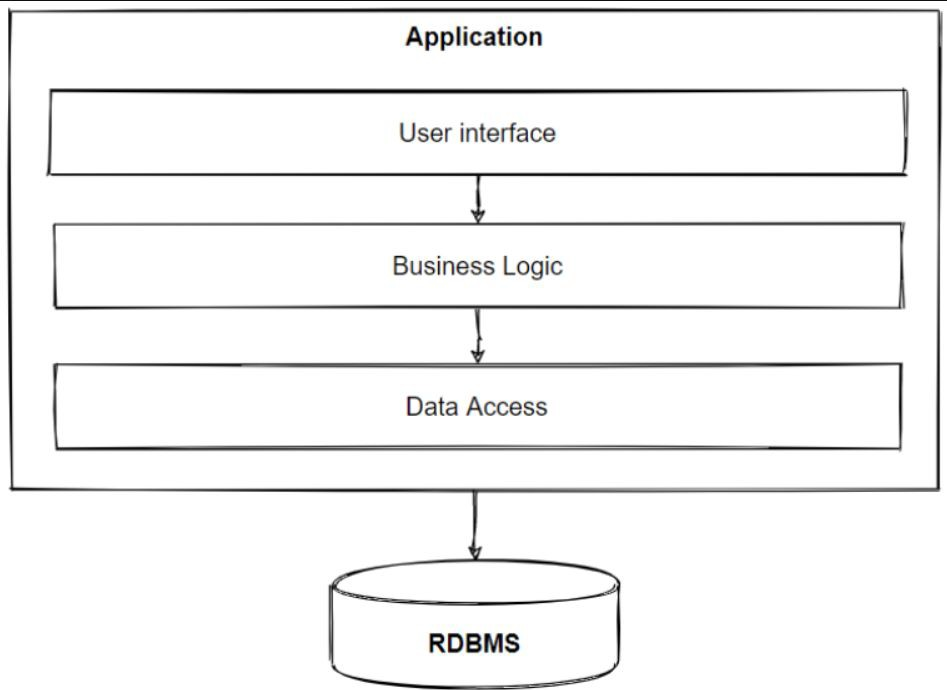 Application
User interface
Business Logic
Data Access
RDBMS